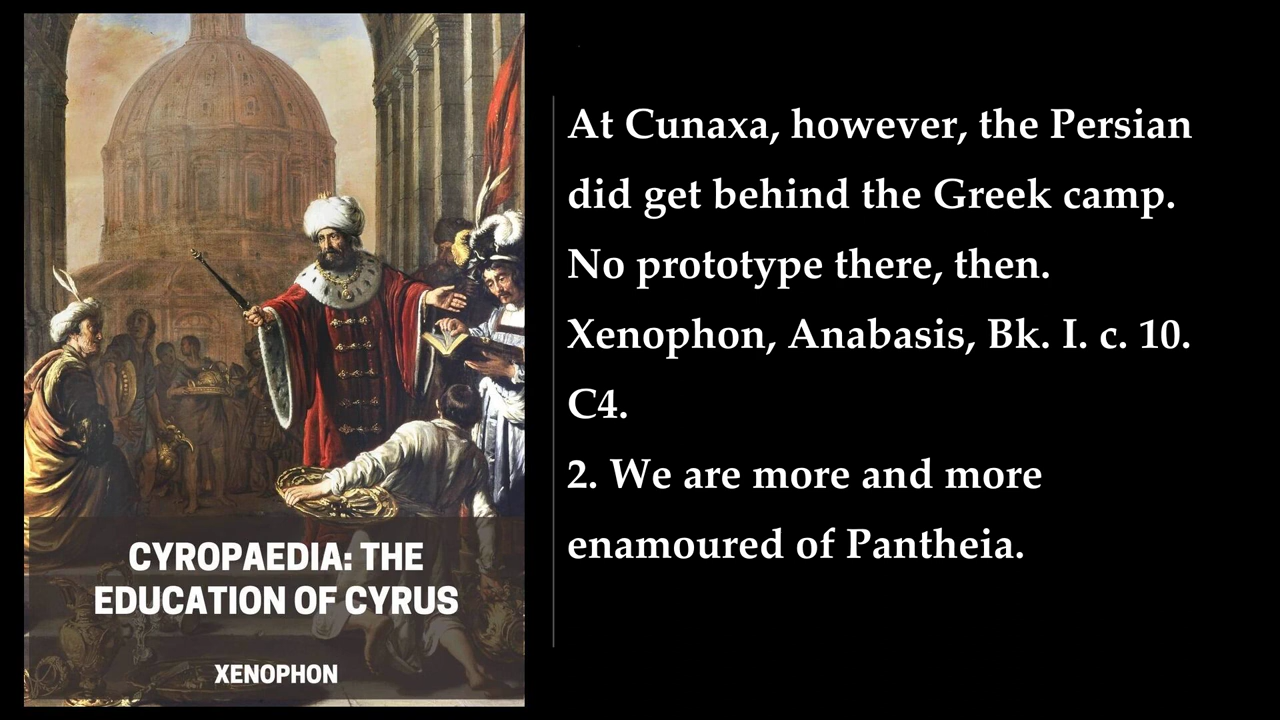 CYROPAEDIA: THE
EDUCATION OF CYRUS
XENOPHON
At Cunaxa, however, the Persian
did get behind the Greek camp.
No prototype there, then.
Xenophon, Anabasis, Bk. I. c. 10.
C4.
2. We are more and more
enamoured of Pantheia.